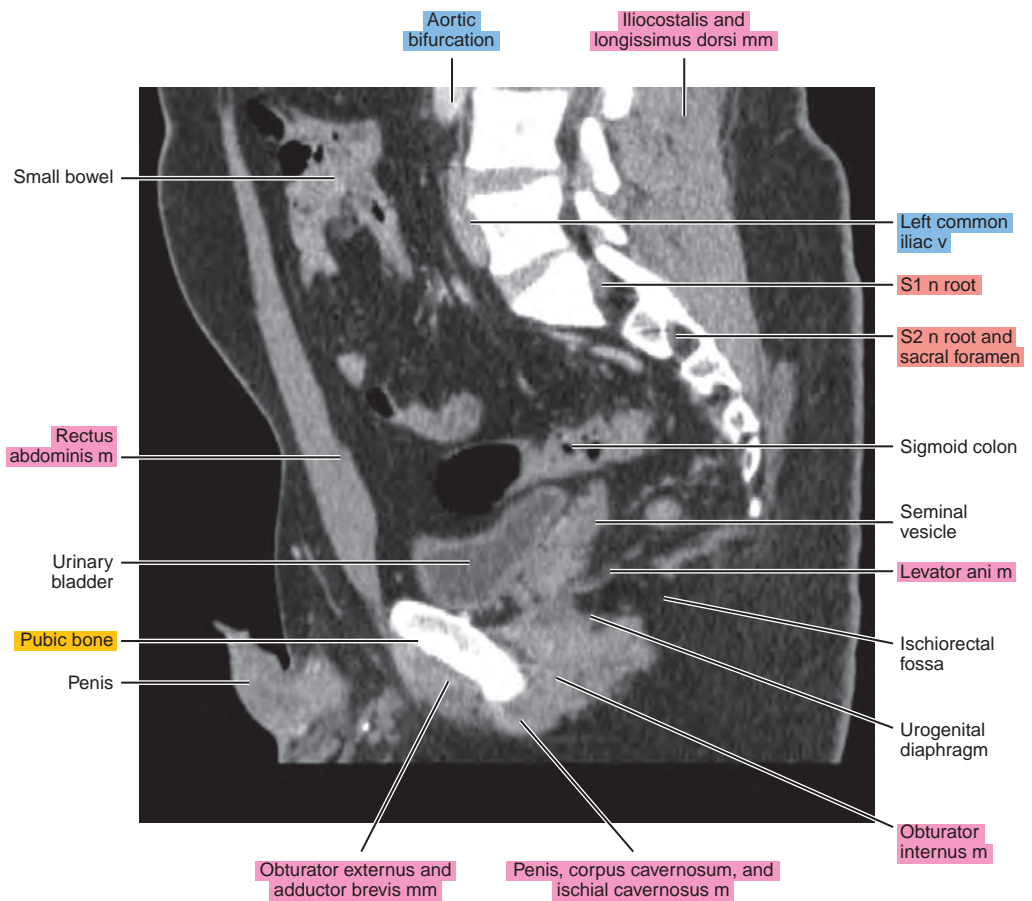 Aortic
bifurcation
Iliocostalis and
longissimus dorsi mm
Small bowel
Left common
iliac v
S1 n root
S2 n root and
sacral foramen
Rectus
abdominis m
Sigmoid colon
Seminal
vesicle
Urinary
bladder
Levator ani m
Pubic bone
Ischiorectal
fossa
Penis
Urogenital
diaphragm
Obturator
internus m
Obturator externus and
adductor brevis mm
Penis, corpus cavernosum, and
ischial cavernosus m